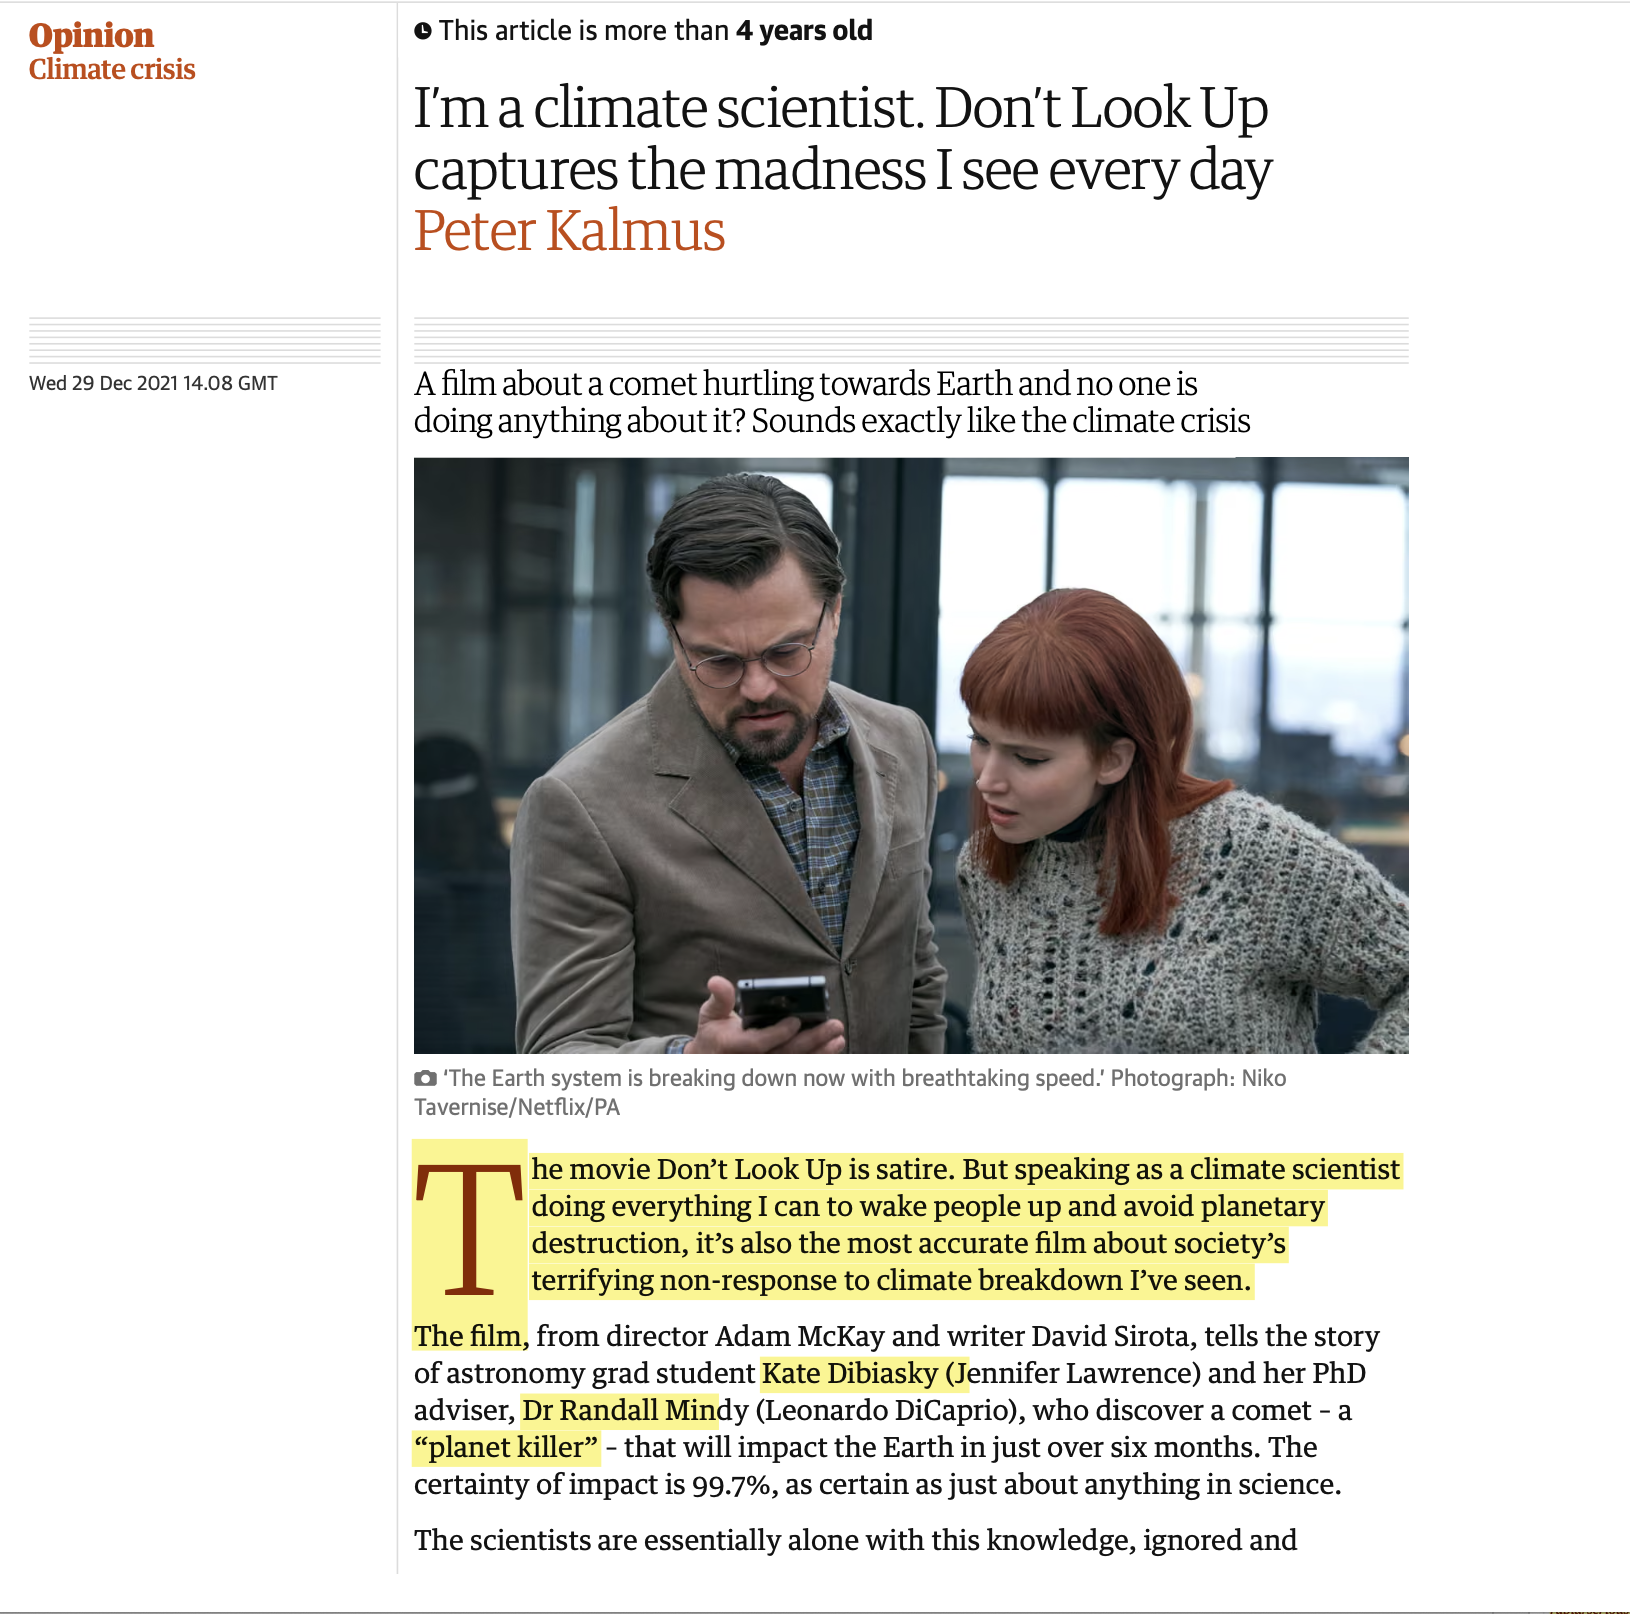 Opinion
Climate crisis
This article is more than 4 years old
I’m a climate scientist. Don’t Look Up
captures the madness I see every day
Peter Kalmus
Wed 29 Dec 2021 14.08 GMT
A film about a comet hurtling towards Earth and no one is
doing anything about it? Sounds exactly like the climate crisis
‘The Earth system is breaking down now with breathtaking speed.’ Photograph: Niko
Tavernise/Netflix/PA
The movie Don’t Look Up is satire. But speaking as a climate scientist
doing everything I can to wake people up and avoid planetary
destruction, it’s also the most accurate film about society’s
terrifying non-response to climate breakdown I’ve seen.
The film, from director Adam McKay and writer David Sirota, tells the story
of astronomy grad student Kate Dibiasky (Jennifer Lawrence) and her PhD
adviser, Dr Randall Mindy (Leonardo DiCaprio), who discover a comet – a
“planet killer” – that will impact the Earth in just over six months. The
certainty of impact is 99.7%, as certain as just about anything in science.
The scientists are essentially alone with this knowledge, ignored and